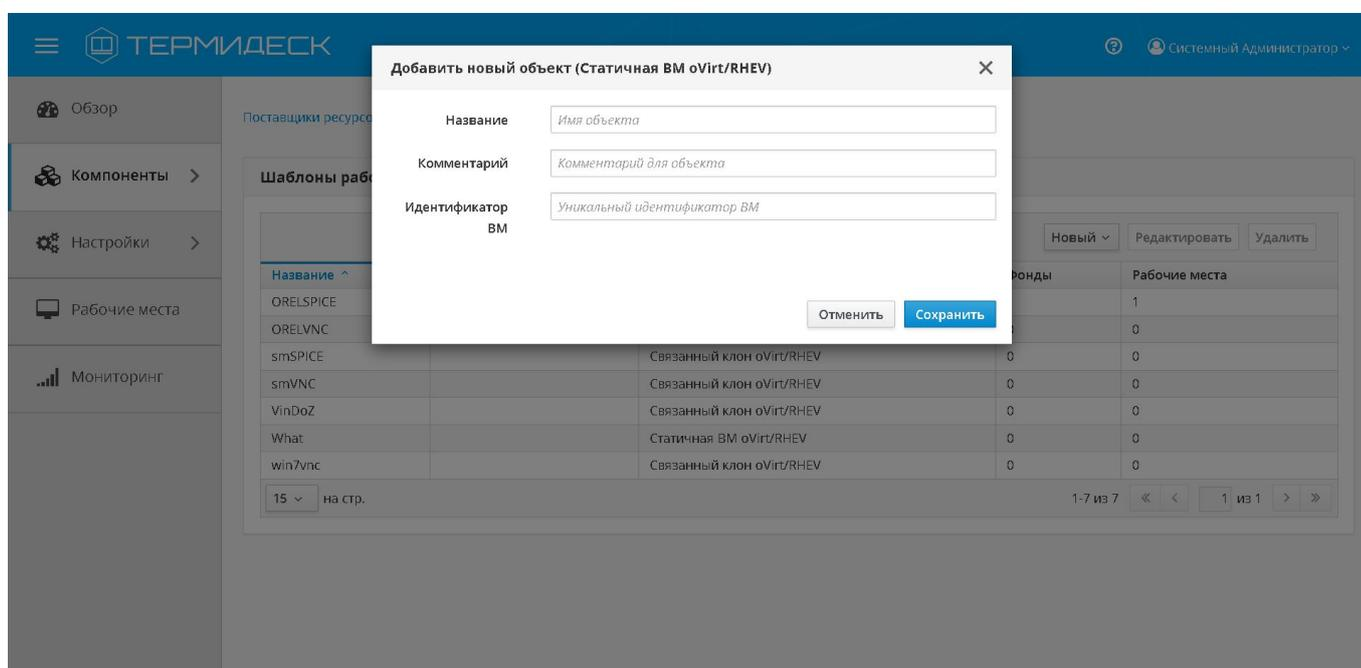 ТЕРМИДЕСК
Системный Администратор
Добавить новый объект (Статичная ВМ oVirt/RHEV)
Название
Имя объекта
Комментарий
Комментарий для объекта
Идентификатор ВМ
Уникальный идентификатор ВМ
Отменить
Сохранить
Обзор
Компоненты
Настройки
Рабочие места
Мониторинг
Поставщики ресурсо
Шаблоны рабо
Новый
Редактировать
Удалить
Название Фонды Рабочие места
ORELSPICE 1
ORELVNC 0
smSPICE Связанный клон oVirt/RHEV 0 0
smVNC Связанный клон oVirt/RHEV 0 0
VinDoZ Связанный клон oVirt/RHEV 0 0
What Статичная ВМ oVirt/RHEV 0 0
win7vnc Связанный клон oVirt/RHEV 0 0
15 на стр.
1-7 из 7
1 из 1